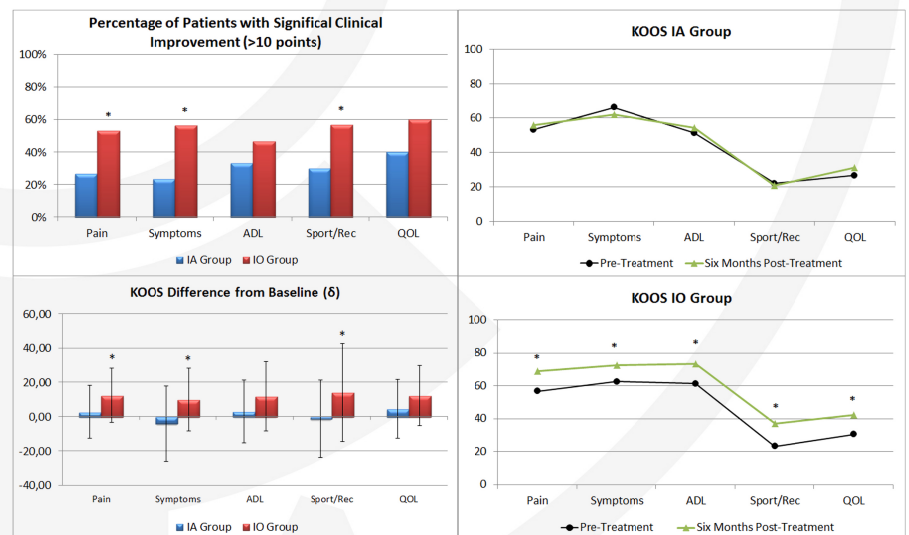 Percentage of Patients with Significal Clinical
Improvement (>10 points)
100%
80%
60%
40%
20%
0%
* * *
Pain Symptoms ADL Sport/Rec QOL
IA Group IO Group
KOOS IA Group
100
80
60
40
20
0
Pain Symptoms ADL Sport/Rec QOL
Pre-Treatment Six Months Post-Treatment
KOOS Difference from Baseline (δ)
60,00
40,00
20,00
0,00
-20,00
-40,00
* * *
Pain Symptoms ADL Sport/Rec QOL
IA Group IO Group
KOOS IO Group
100
80
60
40
20
0
* * * * *
Pain Symptoms ADL Sport/Rec QOL
Pre-Treatment Six Months Post-Treatment